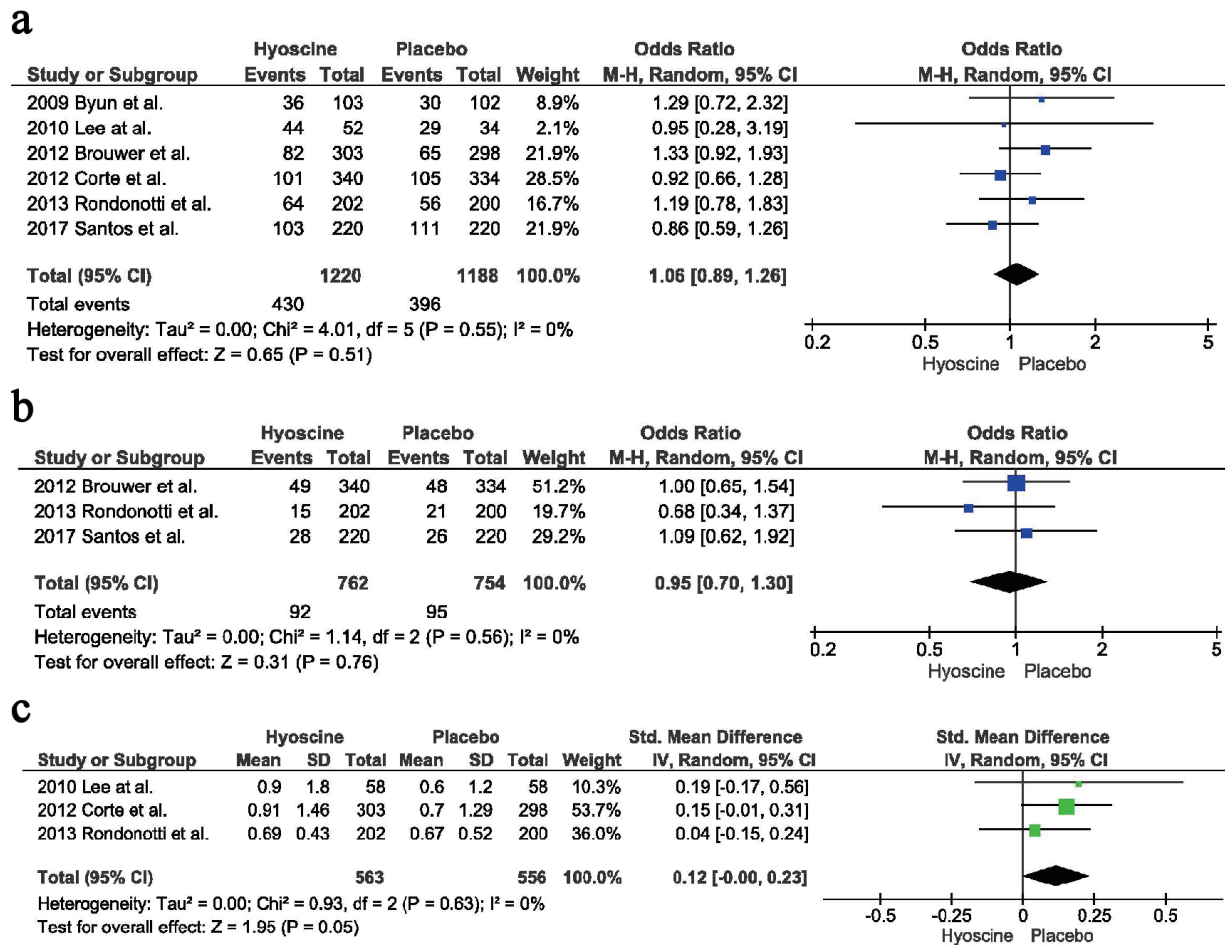 a
Hyoscine Placebo Odds Ratio Odds Ratio
Study or Subgroup Events Total Events Total Weight M-H, Random, 95% CI M-H, Random, 95% CI
2009 Byun et al. 36 103 30 102 8.9% 1.29 [0.72, 2.32]
2010 Lee at al. 44 52 29 34 2.1% 0.95 [0.28, 3.19]
2012 Brouwer et al. 82 303 65 298 21.9% 1.33 [0.92, 1.93]
2012 Corte et al. 101 340 105 334 28.5% 0.92 [0.66, 1.28]
2013 Rondonotti et al. 64 202 56 200 16.7% 1.19 [0.78, 1.83]
2017 Santos et al. 103 220 111 220 21.9% 0.86 [0.59, 1.26]
Total (95% CI) 1220 1188 100.0% 1.06 [0.89, 1.26]
Total events 430 396
Heterogeneity: Tau² = 0.00; Chi² = 4.01, df = 5 (P = 0.55); I² = 0%
Test for overall effect: Z = 0.65 (P = 0.51)
0.2 1 2 5
Hyoscine Placebo
b
Hyoscine Placebo Odds Ratio Odds Ratio
Study or Subgroup Events Total Events Total Weight M-H, Random, 95% CI M-H, Random, 95% CI
2012 Brouwer et al. 49 340 48 334 51.2% 1.00 [0.65, 1.54]
2013 Rondonotti et al. 15 202 21 200 19.7% 0.68 [0.34, 1.37]
2017 Santos et al. 28 220 26 220 29.2% 1.09 [0.62, 1.92]
Total (95% CI) 762 754 100.0% 0.95 [0.70, 1.30]
Total events 92 95
Heterogeneity: Tau² = 0.00; Chi² = 1.14, df = 2 (P = 0.56); I² = 0%
Test for overall effect: Z = 0.31 (P = 0.76)
0.2 1 2 5
Hyoscine Placebo
c
Hyoscine Placebo Std. Mean Difference Std. Mean Difference
Study or Subgroup Mean SD Total Mean SD Total Weight IV, Random, 95% CI IV, Random, 95% CI
2010 Lee at al. 0.9 1.8 58 0.6 1.2 58 10.3% 0.19 [-0.17, 0.56]
2012 Corte et al. 0.91 1.46 303 0.7 1.29 298 53.7% 0.15 [-0.01, 0.31]
2013 Rondonotti et al. 0.69 0.43 202 0.67 0.52 200 36.0% 0.04 [-0.15, 0.24]
Total (95% CI) 563 556 100.0% 0.12 [-0.00, 0.23]
Heterogeneity: Tau² = 0.00; Chi² = 0.93, df = 2 (P = 0.63); I² = 0%
Test for overall effect: Z = 1.95 (P = 0.05)
-0.5 -0.25 0 0.25 0.5
Hyoscine Placebo